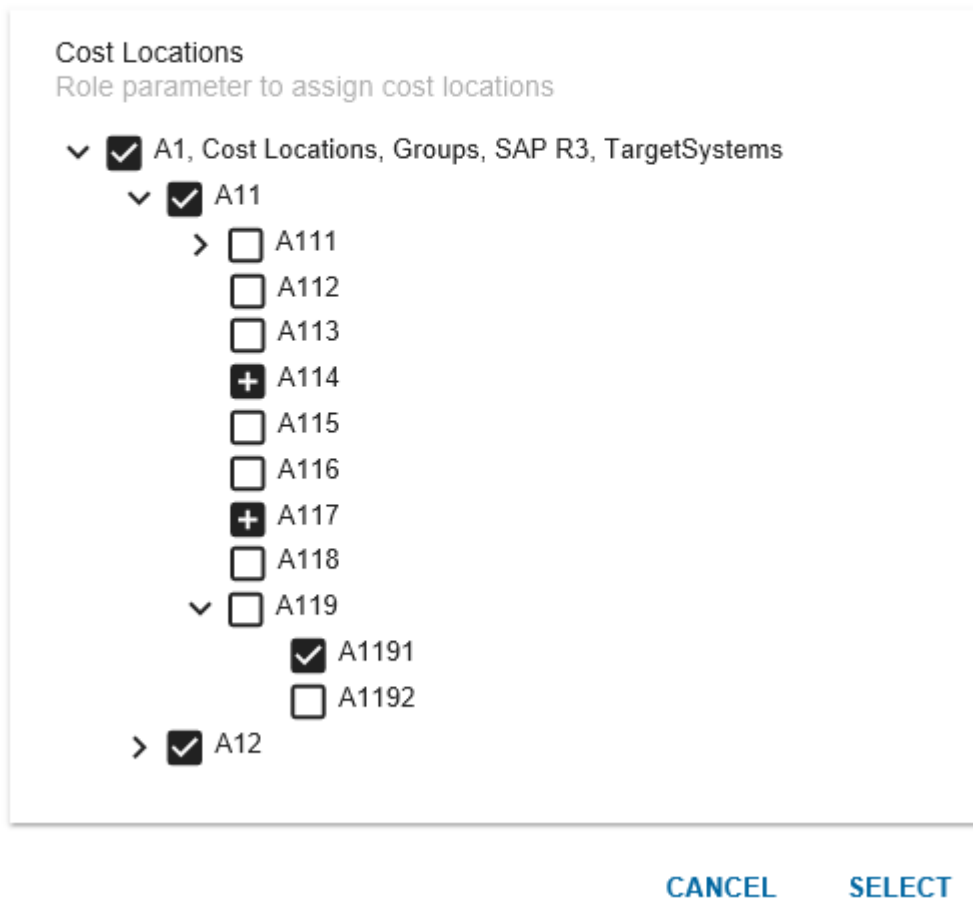 Cost Locations
Role parameter to assign cost locations
A1, Cost Locations, Groups, SAP R3, TargetSystems
A11
A111
A112
A113
A114
A115
A116
A117
A118
A119
A1191
A1192
A12
CANCEL SELECT